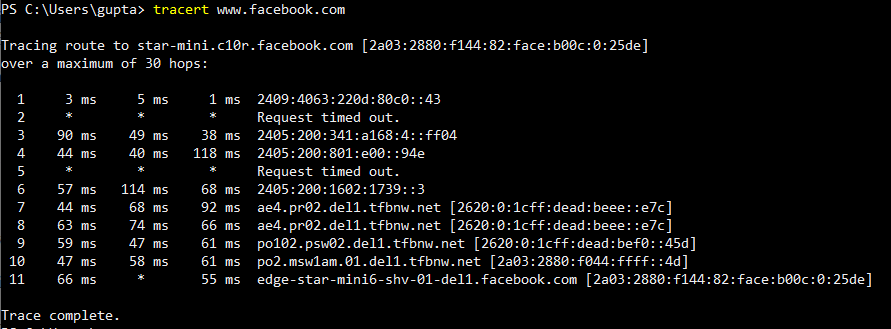 PS C:\Users\gupta> tracert www.facebook.com
Tracing route to star-mini.c10r.facebook.com [2a03:2880:f144:82:face:b00c:0:25de]
over a maximum of 30 hops:
1 3 ms 5 ms 1 ms 2409:4063:220d:80c0::43
2 * * * Request timed out.
3 90 ms 49 ms 38 ms 2405:200:341:a168:4::ff04
4 44 ms 40 ms 118 ms 2405:200:801:e00::94e
5 * * * Request timed out.
6 57 ms 114 ms 68 ms 2405:200:1602:1739::3
7 44 ms 68 ms 92 ms ae4.pr02.del1.tfbnw.net [2620:0:1cff:dead:beee::e7c]
8 63 ms 74 ms 66 ms ae4.pr02.del1.tfbnw.net [2620:0:1cff:dead:beee::e7c]
9 59 ms 47 ms 61 ms po102.psw02.del1.tfbnw.net [2620:0:1cff:dead:bef0::45d]
10 47 ms 58 ms 61 ms po2.msw1am.01.del1.tfbnw.net [2a03:2880:f044:ffff::4d]
11 66 ms * 55 ms edge-star-mini6-shv-01-del1.facebook.com [2a03:2880:f144:82:face:b00c:0:25de]
Trace complete.